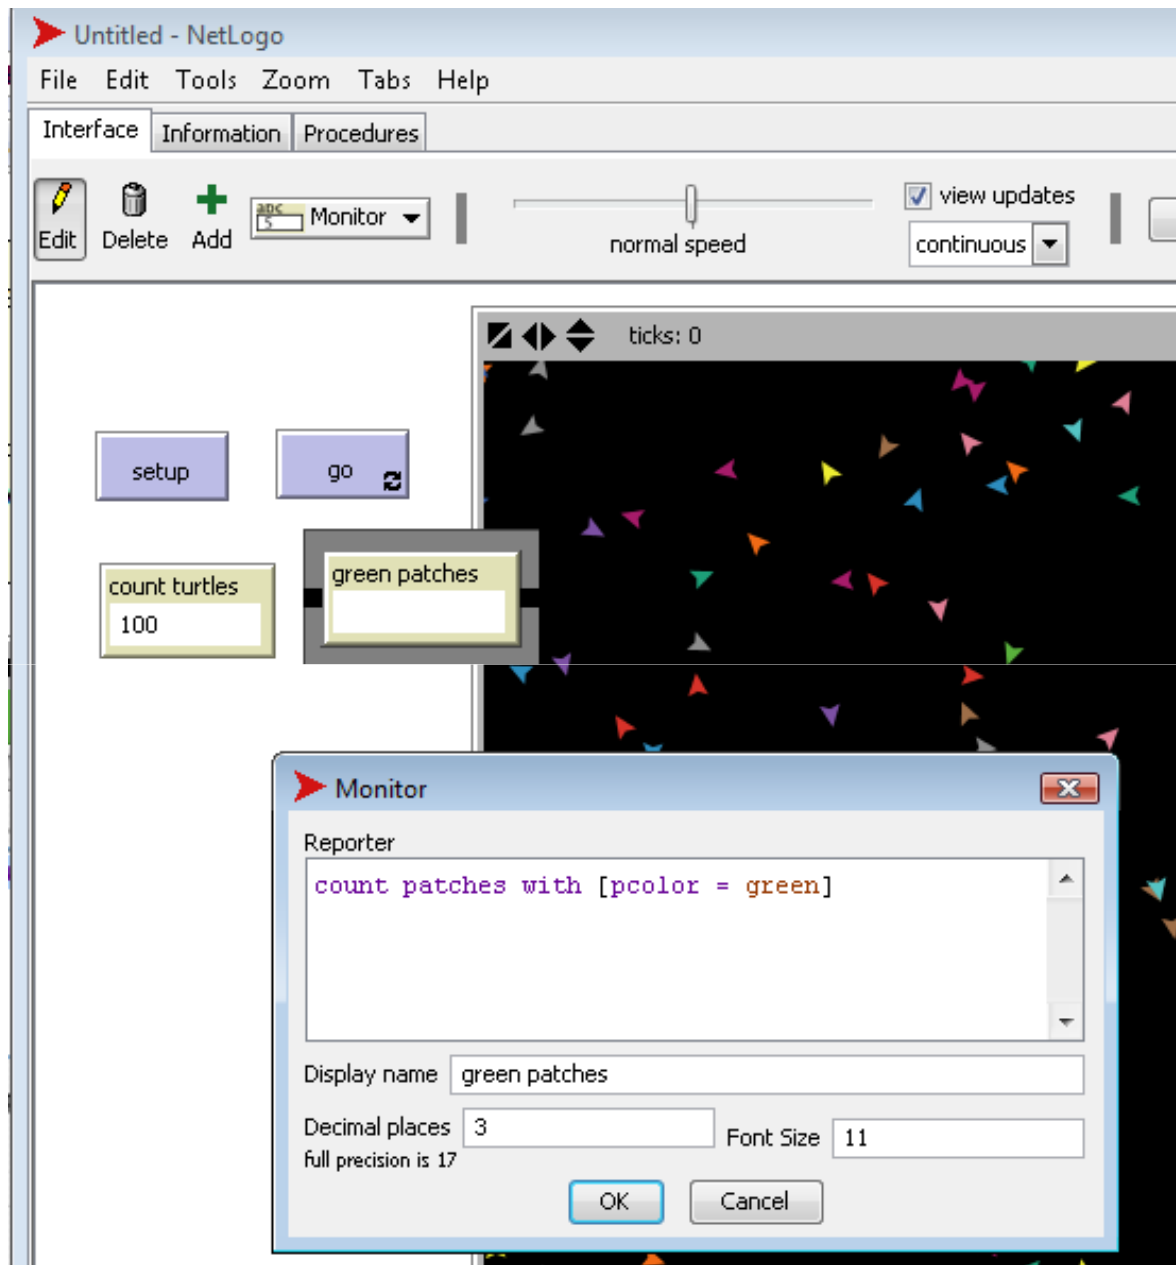 Untitled - NetLogo
File Edit Tools Zoom Tabs Help
Interface Information Procedures
Edit Delete Add abc 5 Monitor normal speed view updates
continuous
ticks: 0
setup go
count turtles
100
green patches
Monitor
Reporter
count patches with [pcolor = green]
Display name green patches
Decimal places 3 Font Size 11
full precision is 17
OK Cancel